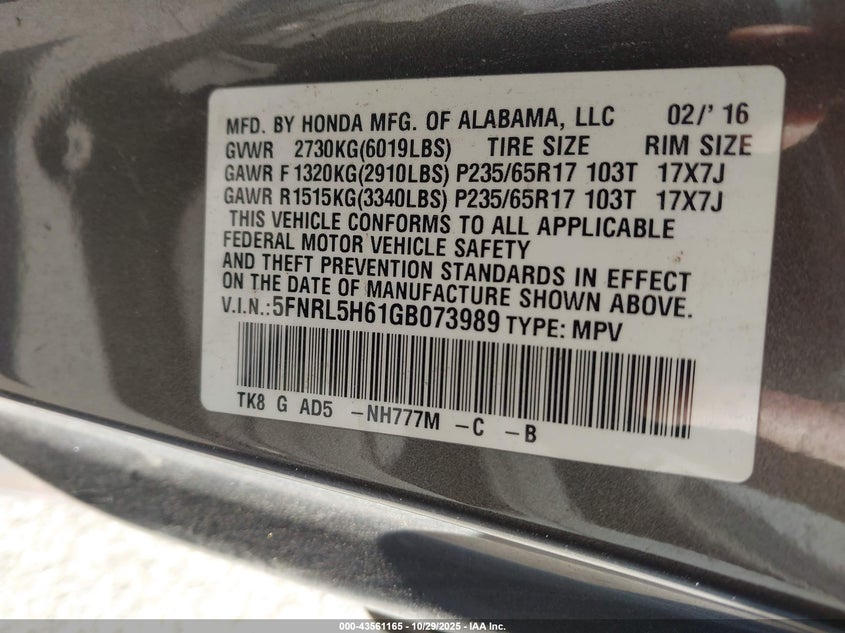 MFD. BY HONDA MFG. OF ALABAMA, LLC 02/' 16
GVWR 2730KG(6019LBS) TIRE SIZE RIM SIZE
GAWR F 1320KG(2910LBS) P235/65R17 103T 17X7J
GAWR R1515KG(3340LBS) P235/65R17 103T 17X7J
THIS VEHICLE CONFORMS TO ALL APPLICABLE
FEDERAL MOTOR VEHICLE SAFETY
AND THEFT PREVENTION STANDARDS IN EFFECT
ON THE DATE OF MANUFACTURE SHOWN ABOVE.
V.I.N.:5FNRL5H61GB073989 TYPE: MPV
TK8 G AD5 -NH777M -C -B
000-43561165 • 10/29/2025 • IAA Inc.